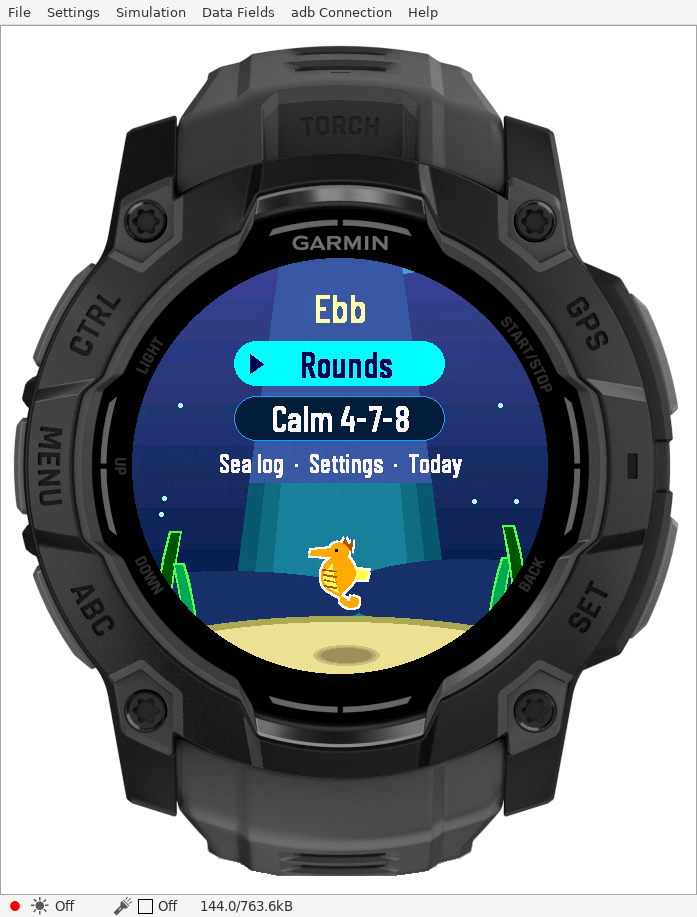 File Settings Simulation Data Fields adb Connection Help
TORCH
GARMIN
CTRL
GPS
LIGHT
START/STOP
Ebb
Rounds
Calm 4-7-8
Sea log · Settings · Today
MENU
UP
DOWN
BACK
ABC
SET
Off Off 144.0/763.6kB